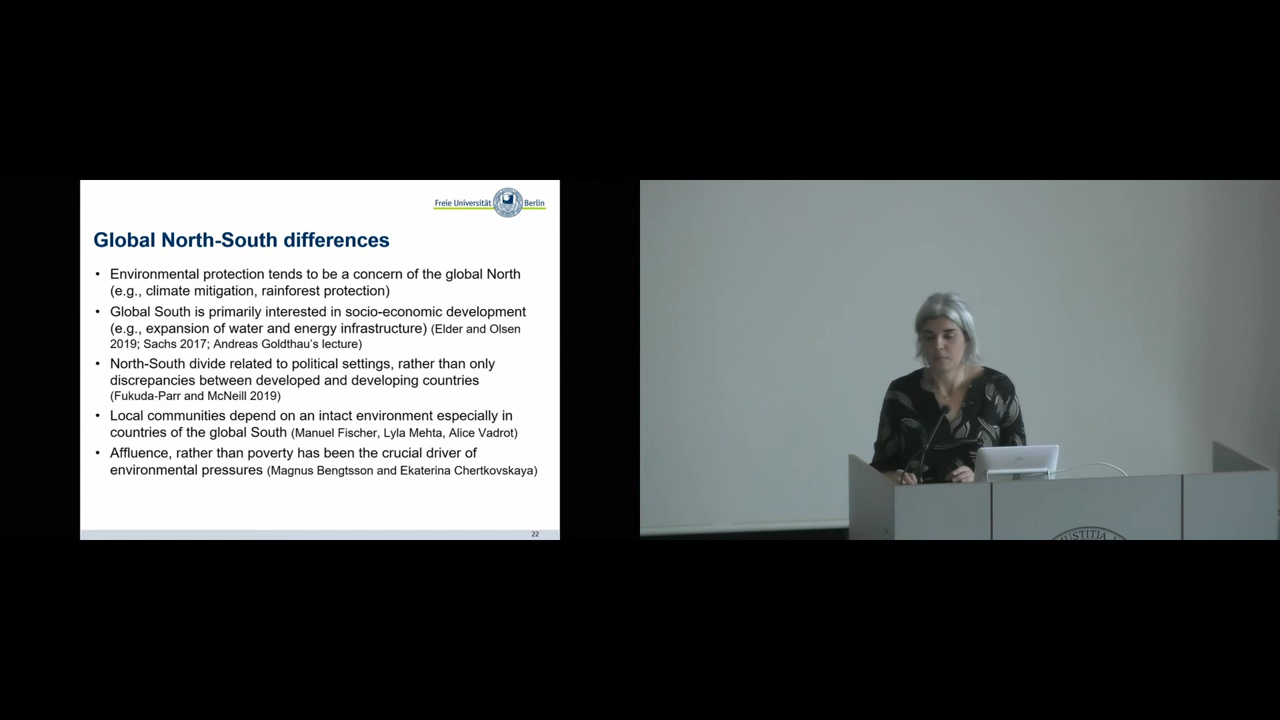 Freie Universität Berlin
Global North-South differences
• Environmental protection tends to be a concern of the global North
(e.g., climate mitigation, rainforest protection)
• Global South is primarily interested in socio-economic development
(e.g., expansion of water and energy infrastructure) (Elder and Olsen
2019; Sachs 2017; Andreas Goldthau's lecture)
• North-South divide related to political settings, rather than only
discrepancies between developed and developing countries
(Fukuda-Parr and McNeill 2019)
• Local communities depend on an intact environment especially in
countries of the global South (Manuel Fischer, Lyla Mehta, Alice Vadrot)
• Affluence, rather than poverty has been the crucial driver of
environmental pressures (Magnus Bengtsson and Ekaterina Chertkovskaya)
22
IUSTITIA